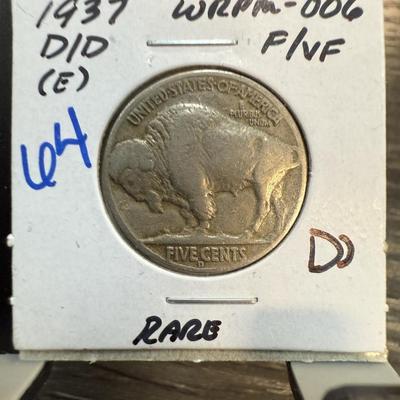 1937 WRPM-006
D/D F/VF
(E)
UNITED STATES OF AMERICA
E PLURIBUS
UNUM
64
FIVE CENTS
D
D)
RARE